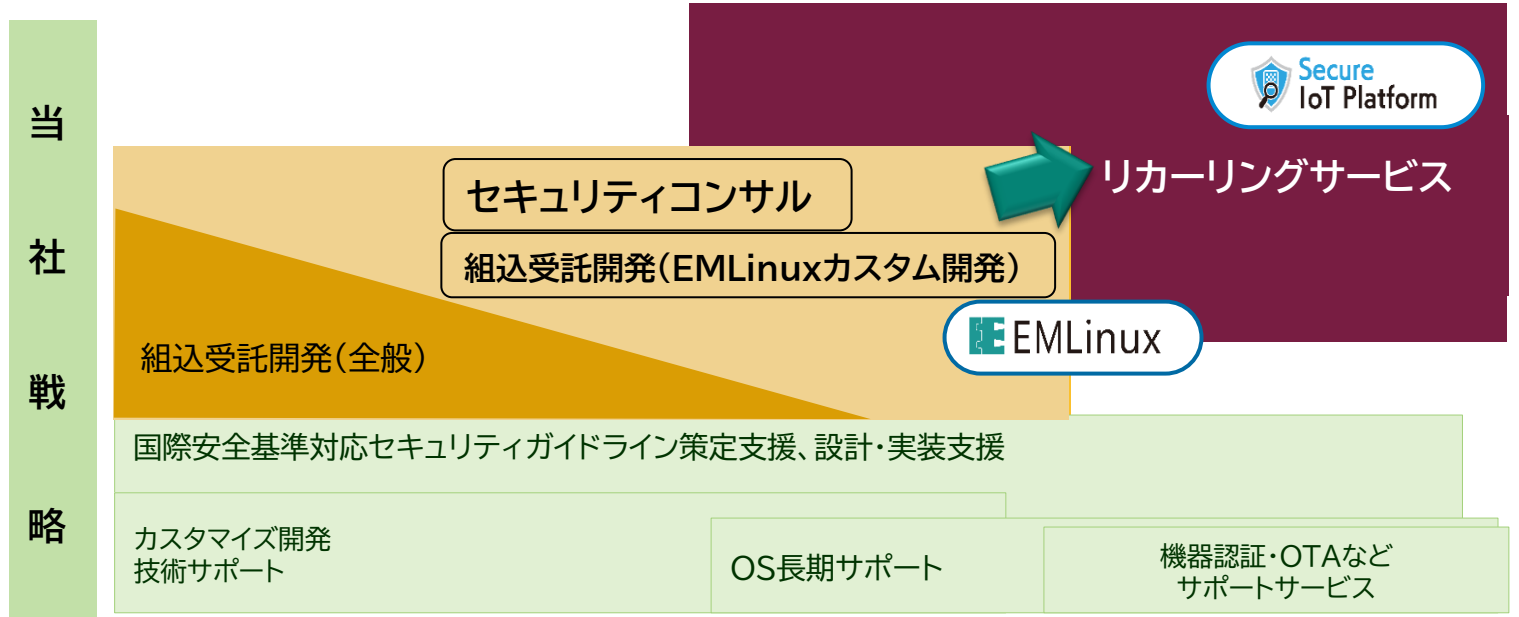 当社戦略
Secure
IoT Platform
リカーリングサービス
セキュリティコンサル
組込受託開発(EMLinuxカスタム開発)
EMLinux
組込受託開発(全般)
国際安全基準対応セキュリティガイドライン策定支援、設計・実装支援
カスタマイズ開発
技術サポート
OS長期サポート
機器認証・OTAなど
サポートサービス